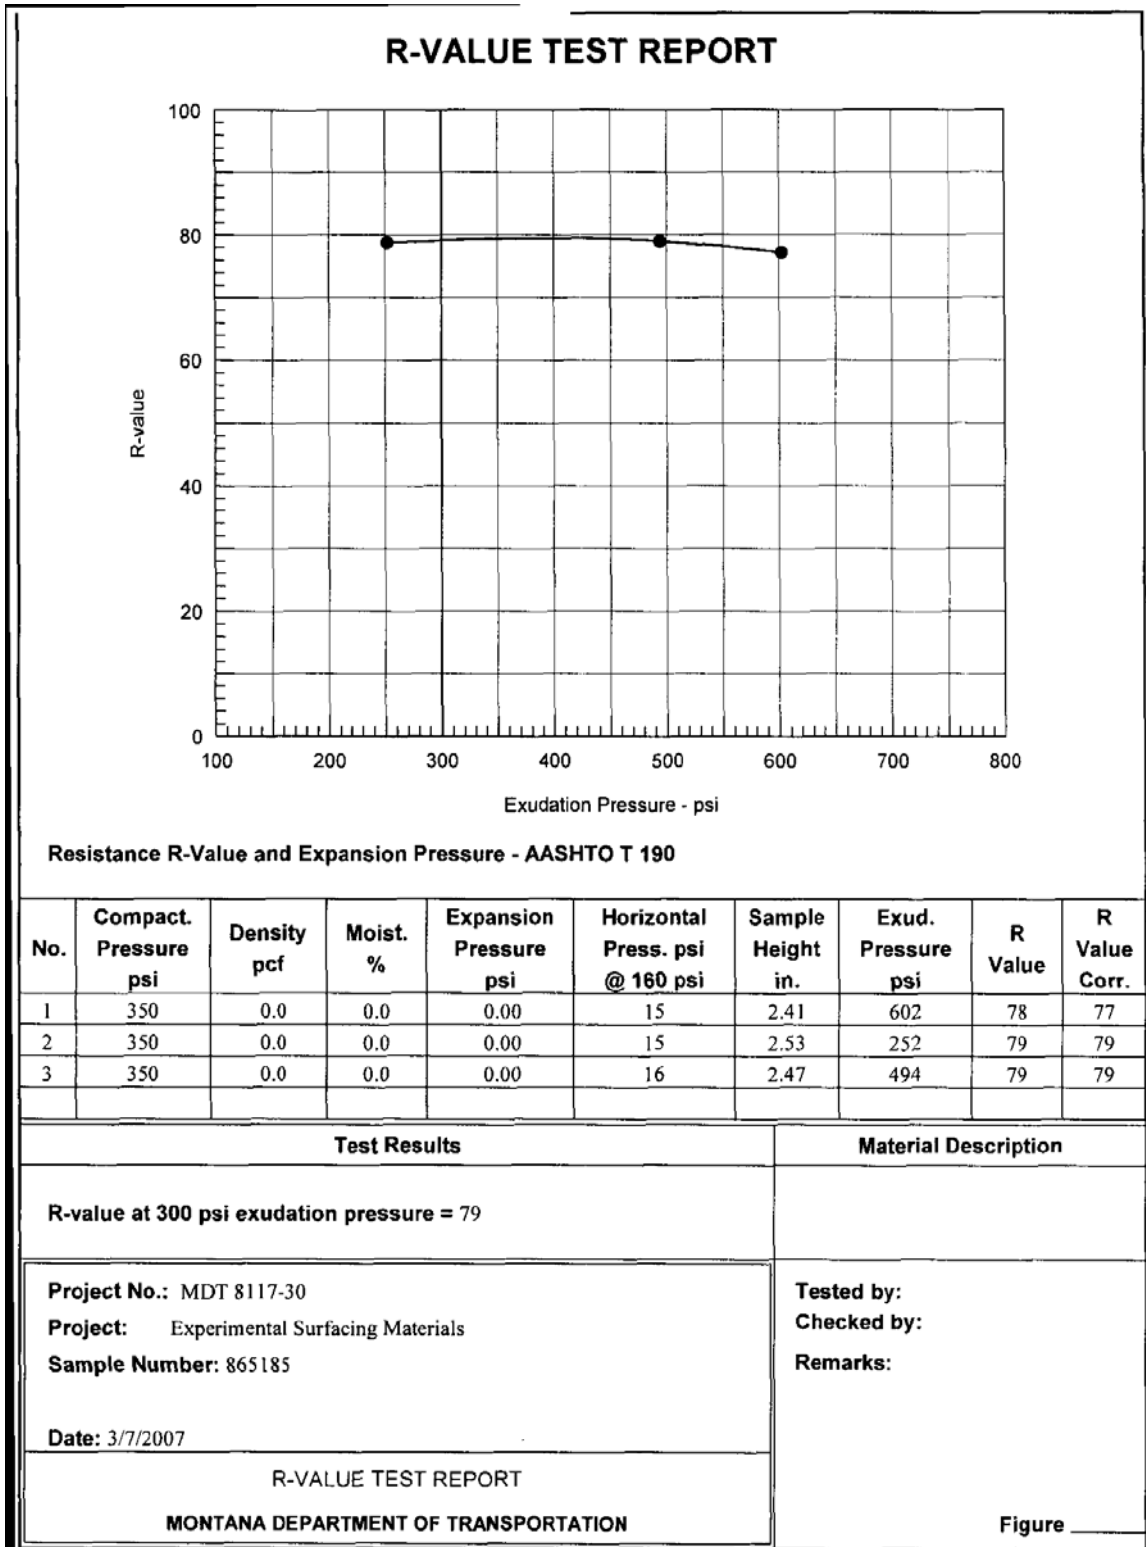 R-VALUE TEST REPORT
100
80
60
40
20
0
R-value
100 200 300 400 500 600 700 800
Exudation Pressure - psi
Resistance R-Value and Expansion Pressure - AASHTO T 190
No. Compact. Pressure psi Density pcf Moist. % Expansion Pressure psi Horizontal Press. psi @ 160 psi Sample Height in. Exud. Pressure psi R Value R Value Corr.
1 350 0.0 0.0 0.00 15 2.41 602 78 77
2 350 0.0 0.0 0.00 15 2.53 252 79 79
3 350 0.0 0.0 0.00 16 2.47 494 79 79
Test Results
Material Description
R-value at 300 psi exudation pressure = 79
Project No.: MDT 8117-30
Project: Experimental Surfacing Materials
Sample Number: 865185
Date: 3/7/2007
Tested by:
Checked by:
Remarks:
R-VALUE TEST REPORT
MONTANA DEPARTMENT OF TRANSPORTATION
Figure